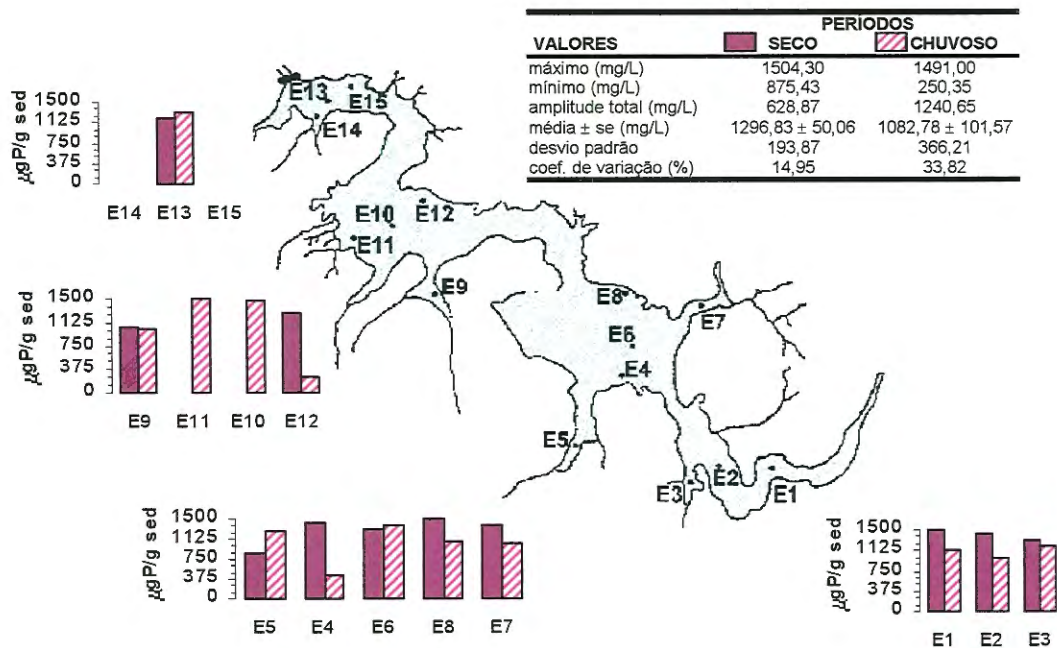 PERÍODOS
VALORES SECO CHUVOSO
máximo (mg/L) 1504,30 1491,00
mínimo (mg/L) 875,43 250,35
amplitude total (mg/L) 628,87 1240,65
média ± se (mg/L) 1296,83 ± 50,06 1082,78 ± 101,57
desvio padrão 193,87 366,21
coef. de variação (%) 14,95 33,82
µgP/g sed
1500
1125
750
375
0
E14 E13 E15
E13
E15
E14
E10
E12
E11
E9
E8
E7
E6
E4
E5
E2
E3
E1
µgP/g sed
1500
1125
750
375
0
E9 E11 E10 E12
µgP/g sed
1500
1125
750
375
0
E5 E4 E6 E8 E7
µgP/g sed
1500
1125
750
375
0
E1 E2 E3